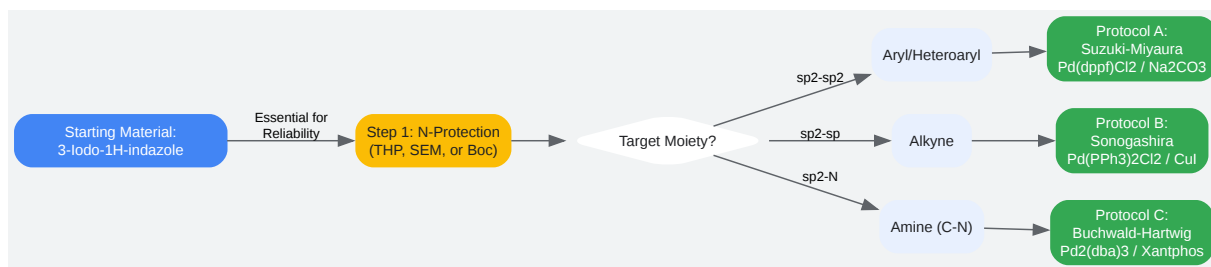 Starting Material:
3-Iodo-1H-indazole
Essential for
Reliability
Step 1: N-Protection
(THP, SEM, or Boc)
Target Moiety?
sp2-sp2
Aryl/Heteroaryl
Protocol A:
Suzuki-Miyaura
Pd(dppf)Cl2 / Na2CO3
sp2-sp
Alkyne
Protocol B:
Sonogashira
Pd(PPh3)2Cl2 / CuI
sp2-N
Amine (C-N)
Protocol C:
Buchwald-Hartwig
Pd2(dba)3 / Xantphos